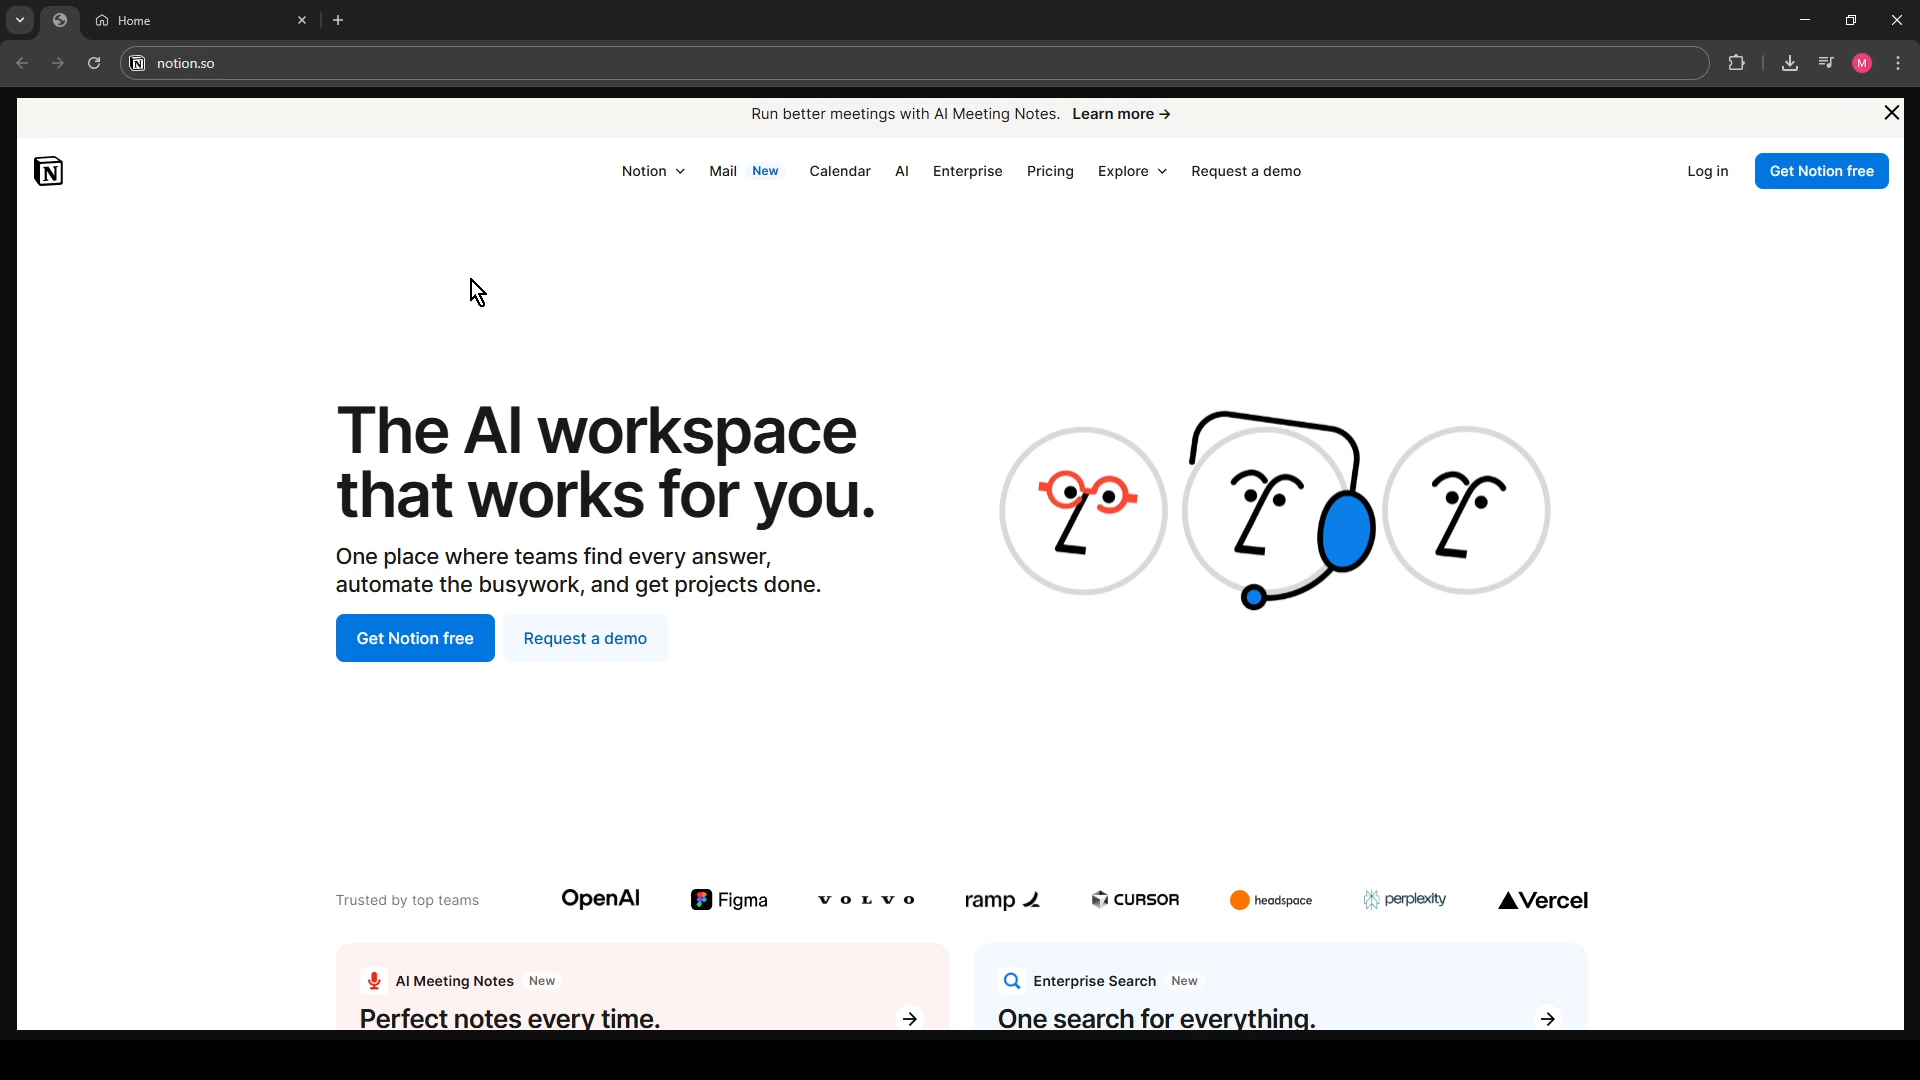 Home
notion.so
M
Run better meetings with AI Meeting Notes. Learn more →
N
Notion Mail New Calendar AI Enterprise Pricing Explore Request a demo Log in Get Notion free
The AI workspace
that works for you.
One place where teams find every answer,
automate the busywork, and get projects done.
Get Notion free Request a demo
Trusted by top teams OpenAI Figma VOLVO ramp CURSOR headspace perplexity Vercel
AI Meeting Notes New
Perfect notes every time. →
Enterprise Search New
One search for everything. →